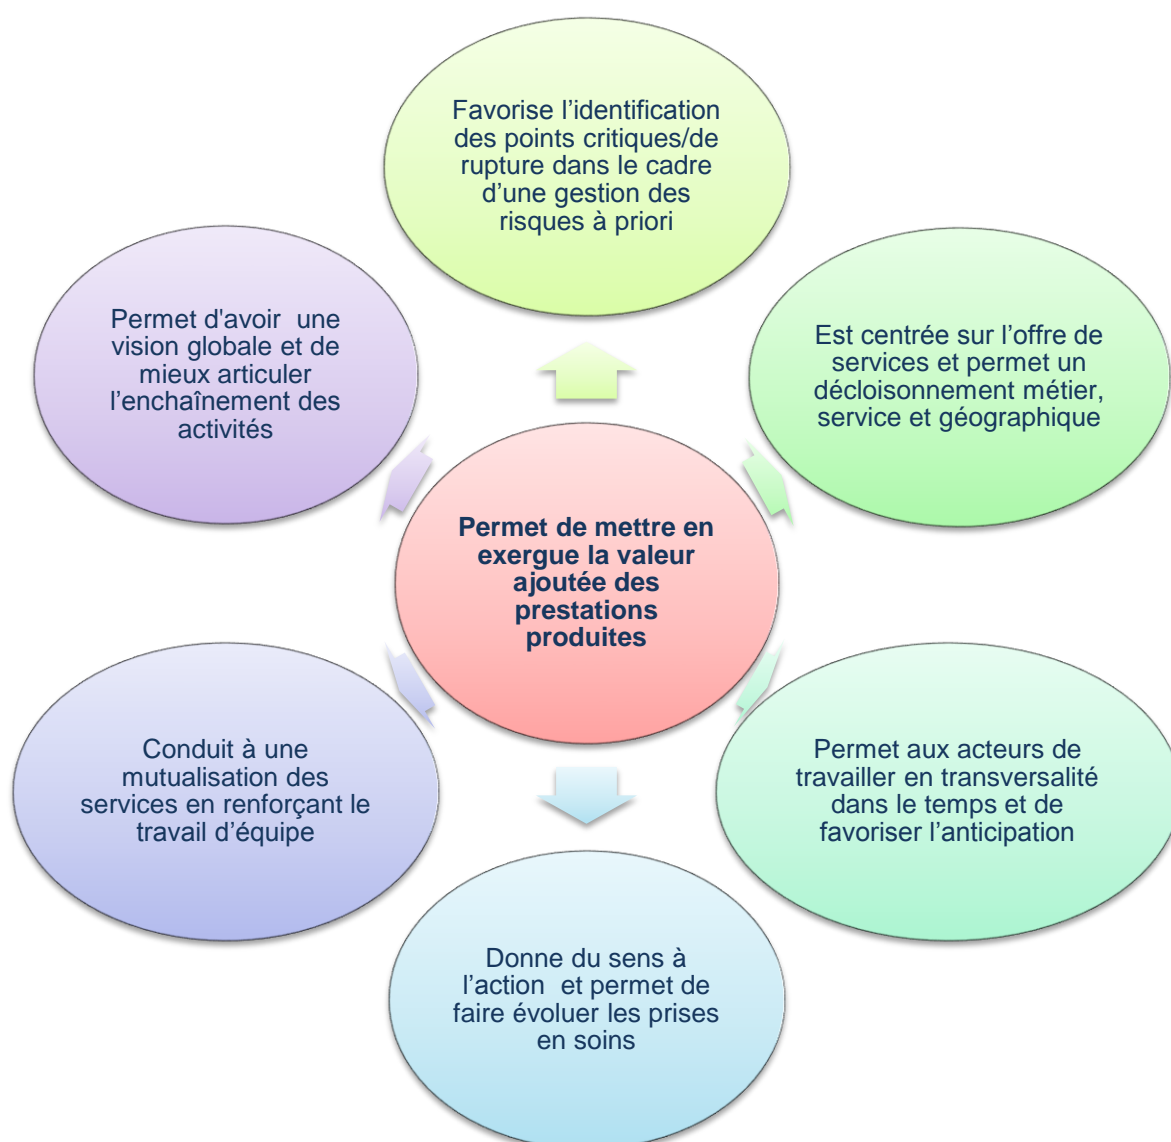 Favorise l’identification
des points critiques/de
rupture dans le cadre
d’une gestion des
risques à priori
Est centrée sur l’offre de
services et permet un
décloisonnement métier,
service et géographique
Permet aux acteurs de
travailler en transversalité
dans le temps et de
favoriser l’anticipation
Donne du sens à
l’action  et permet de
faire évoluer les prises
en soins
Conduit à une
mutualisation des
services en renforçant le
travail d’équipe
Permet d'avoir  une
vision globale et de
mieux articuler
l’enchaînement des
activités
Permet de mettre en
exergue la valeur
ajoutée des
prestations
produites